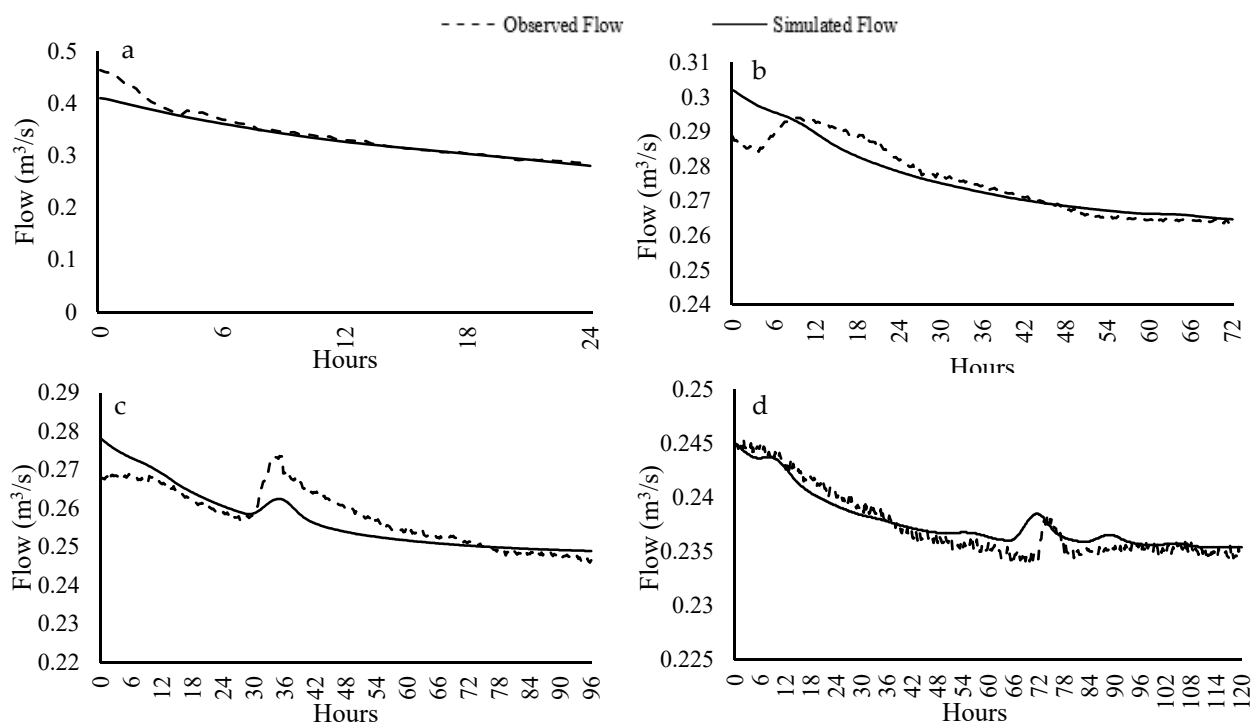 Observed Flow Simulated Flow
a
Flow (m³/s)
0.5
0.4
0.3
0.2
0.1
0
0 6 12 18 24
Hours
b
Flow (m³/s)
0.31
0.3
0.29
0.28
0.27
0.26
0.25
0.24
0 6 12 18 24 30 36 42 48 54 60 66 72
Hours
c
Flow (m³/s)
0.29
0.28
0.27
0.26
0.25
0.24
0.23
0.22
0 6 12 18 24 30 36 42 48 54 60 66 72 78 84 90 96
Hours
d
Flow (m³/s)
0.25
0.245
0.24
0.235
0.23
0.225
0 6 12 18 24 30 36 42 48 54 60 66 72 78 84 90 96 102 108 114 120
Hours